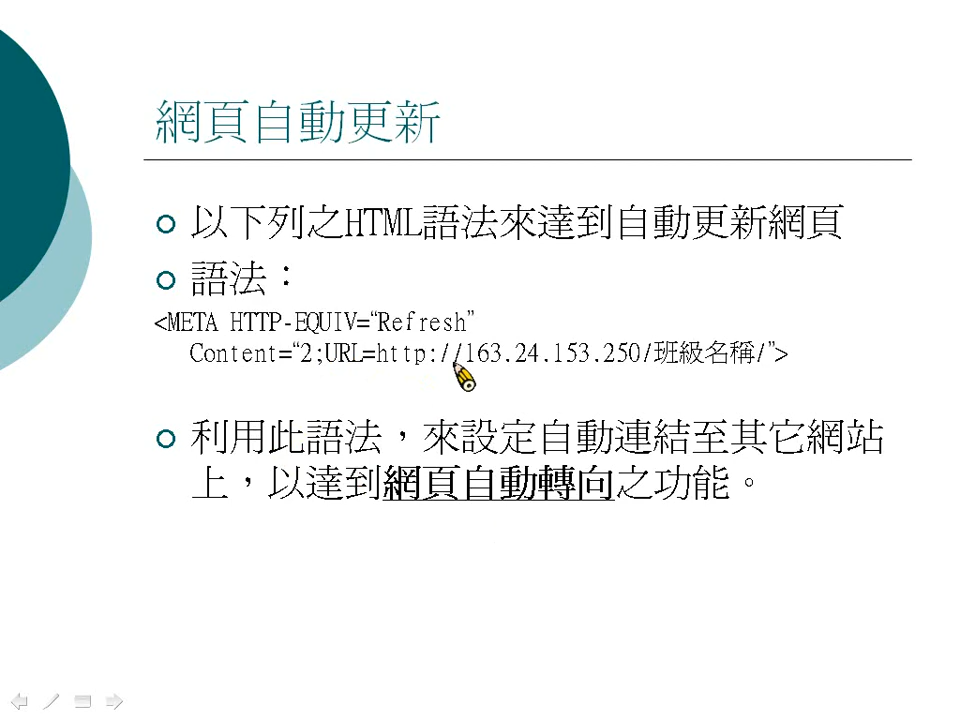 網頁自動更新
以下列之HTML語法來達到自動更新網頁
語法：
<META HTTP-EQUIV=“Refresh”
Content=“2;URL=http://163.24.153.250/班級名稱/”>
利用此語法，來設定自動連結至其它網站
上，以達到網頁自動轉向之功能。